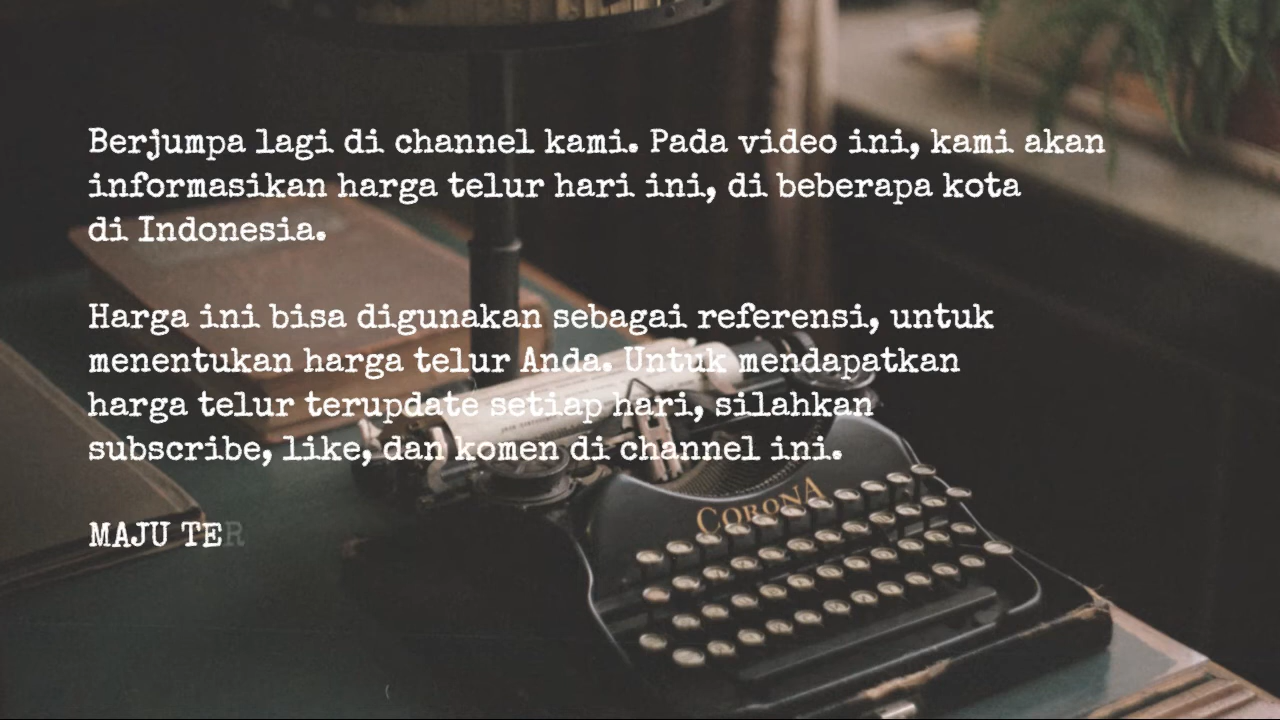 Berjumpa lagi di channel kami. Pada video ini, kami akan
informasikan harga telur hari ini, di beberapa kota
di Indonesia.
Harga ini bisa digunakan sebagai referensi, untuk
menentukan harga telur Anda. Untuk mendapatkan
harga telur terupdate setiap hari, silahkan
subscribe, like, dan komen di channel ini.
MAJU TER
CORONA